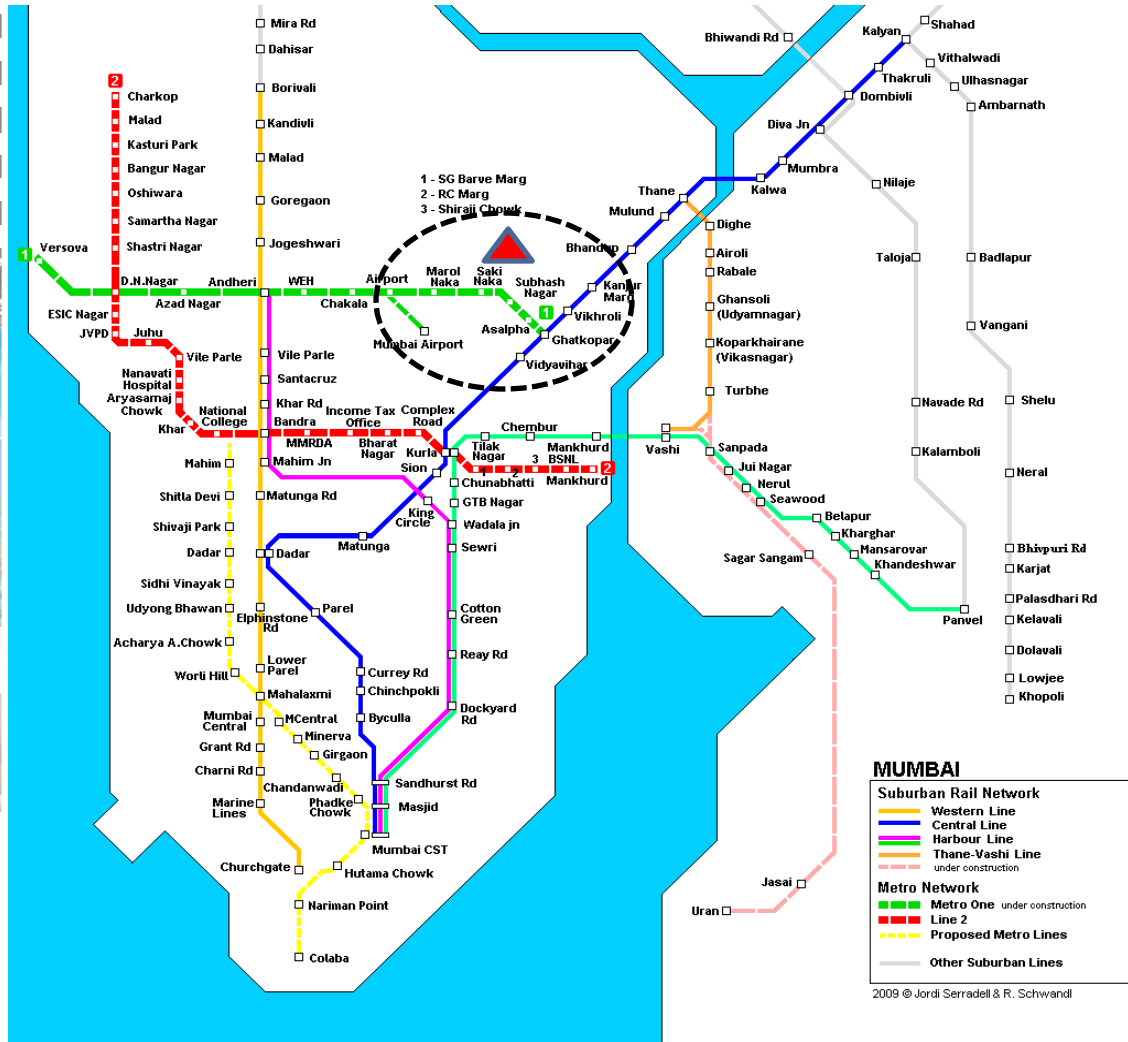 Mira Rd
Dahisar
Borivali
Kandivli
Malad
Goregaon
Jogeshwari
2
Charkop
Malad
Kasturi Park
Bangur Nagar
Oshiwara
Samartha Nagar
Shastri Nagar
Versova
1
D.N.Nagar
Azad Nagar
Andheri
WEH
Chakala
Airport
Marol
Naka
Saki
Naka
Subhash
Nagar
Asalpha
1
Ghatkopar
Mumbai Airport
1 - SG Barve Marg
2 - RC Marg
3 - Shiraji Chowk
ESIC Nagar
JVPD
Juhu
Vile Parle
Nanavati
Hospital
Aryasamaj
Chowk
Khar
National
College
Vile Parle
Santacruz
Khar Rd
Bandra
MMRDA
Income Tax
Office
Bharat
Nagar
Complex
Road
Kurla
Tilak
Nagar
1
2
3
BSNL
Mankhurd
2
Chembur
Mankhurd
Vashi
Sion
Chunabhatti
GTB Nagar
King
Circle
Wadala jn
Sewri
Cotton
Green
Reay Rd
Dockyard
Rd
Sandhurst Rd
Masjid
Mumbai CST
Mahim
Shitla Devi
Shivaji Park
Dadar
Sidhi Vinayak
Udyong Bhawan
Acharya A.Chowk
Worli Hill
Mahim Jn
Matunga Rd
Dadar
Elphinstone
Rd
Lower
Parel
Mahalaxmi
Mumbai
Central
Grant Rd
Charni Rd
Marine
Lines
Churchgate
MCentral
Minerva
Girgaon
Chandanwadi
Phadke
Chowk
Hutama Chowk
Nariman Point
Colaba
Matunga
Parel
Currey Rd
Chinchpokli
Byculla
Vidyavihar
Vikhroli
Kanjur
Marg
Bhandup
Mulund
Thane
Kalwa
Mumbra
Diva Jn
Dombivli
Thakruli
Kalyan
Bhiwandi Rd
Shahad
Vithalwadi
Ulhasnagar
Ambarnath
Nilaje
Taloja
Badlapur
Vangani
Navade Rd
Kalamboli
Shelu
Neral
Bhivpuri Rd
Karjat
Palasdhari Rd
Kelavali
Dolavali
Lowjee
Khopoli
Dighe
Airoli
Rabale
Ghansoli
(Udyamnagar)
Koparkhairane
(Vikasnagar)
Turbhe
Sanpada
Jui Nagar
Nerul
Seawood
Belapur
Kharghar
Mansarovar
Khandeshwar
Panvel
Sagar Sangam
Jasai
Uran
MUMBAI
Suburban Rail Network
Western Line
Central Line
Harbour Line
Thane-Vashi Line
under construction
Metro Network
Metro One under construction
Line 2
Proposed Metro Lines
Other Suburban Lines
2009 © Jordi Serradell & R. Schwandl